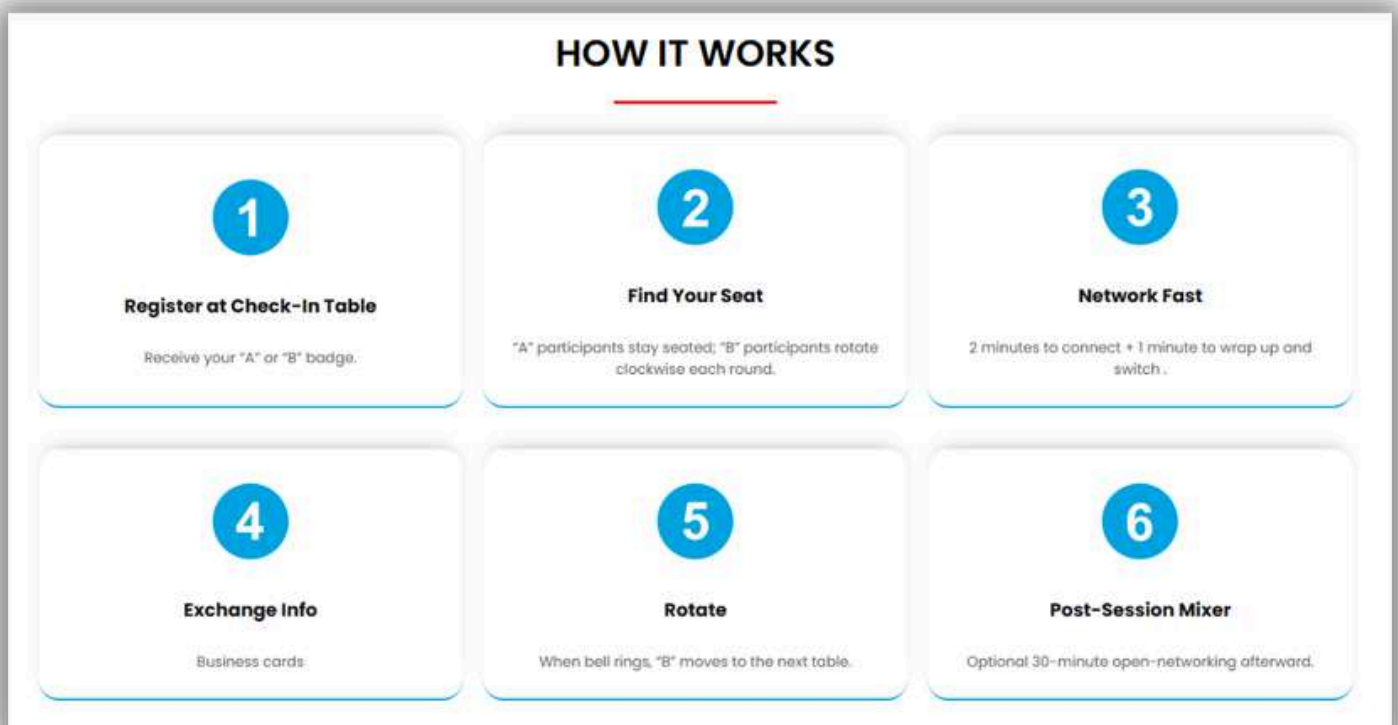 HOW IT WORKS
1
Register at Check-In Table
Receive your “A” or “B” badge.
2
Find Your Seat
“A” participants stay seated; “B” participants rotate
clockwise each round.
3
Network Fast
2 minutes to connect + 1 minute to wrap up and
switch .
4
Exchange Info
Business cards
5
Rotate
When bell rings, “B” moves to the next table.
6
Post-Session Mixer
Optional 30-minute open-networking afterward.